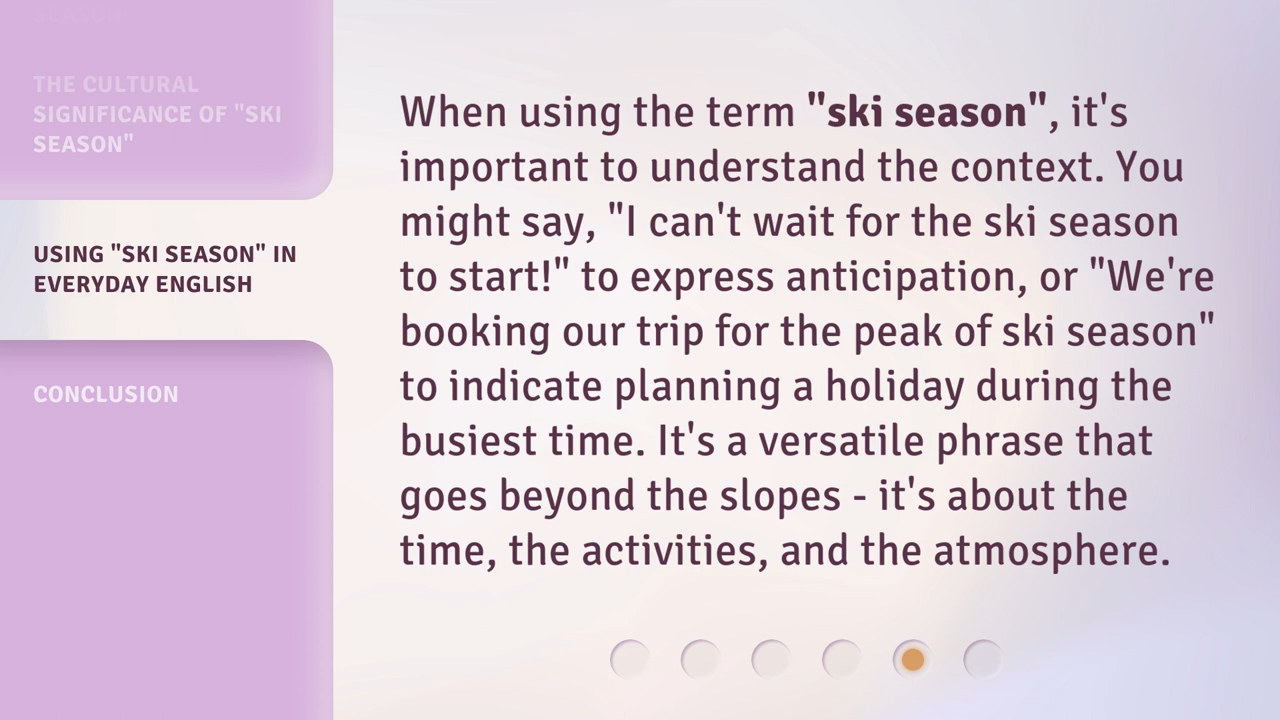 SEASON"
THE CULTURAL
SIGNIFICANCE OF "SKI
SEASON"
USING "SKI SEASON" IN
EVERYDAY ENGLISH
CONCLUSION
When using the term "ski season", it's
important to understand the context. You
might say, "I can't wait for the ski season
to start!" to express anticipation, or "We're
booking our trip for the peak of ski season"
to indicate planning a holiday during the
busiest time. It's a versatile phrase that
goes beyond the slopes - it's about the
time, the activities, and the atmosphere.